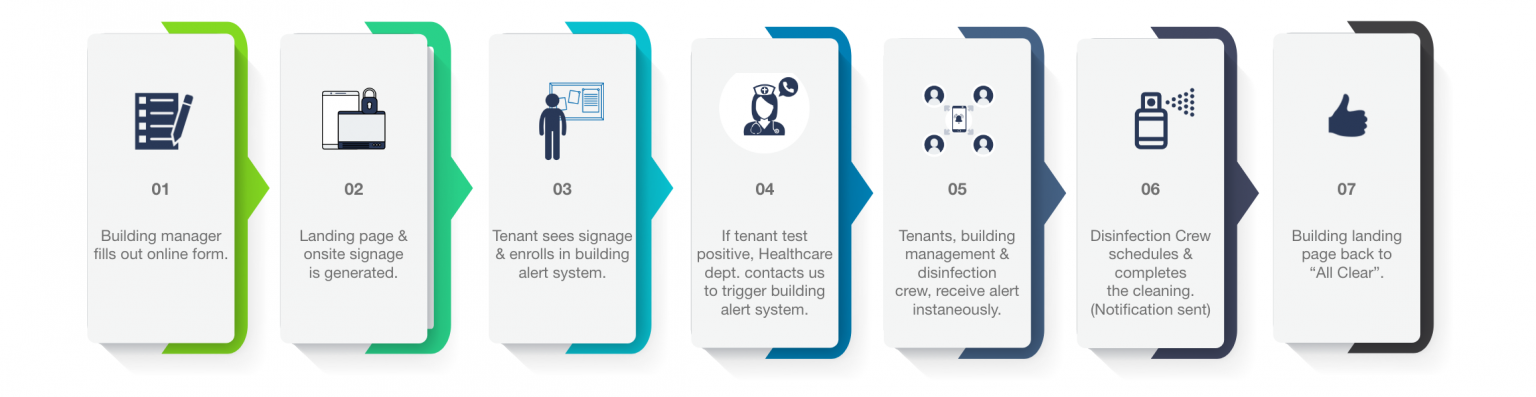 01
Building manager
fills out online form.
02
Landing page &
onsite signage
is generated.
03
Tenant sees signage
& enrolls in building
alert system.
04
If tenant test
positive, Healthcare
dept. contacts us
to trigger building
alert system.
05
Tenants, building
management &
disinfection
crew, receive alert
instaneously.
06
Disinfection Crew
schedules &
completes
the cleaning.
(Notification sent)
07
Building landing
page back to
“All Clear”.